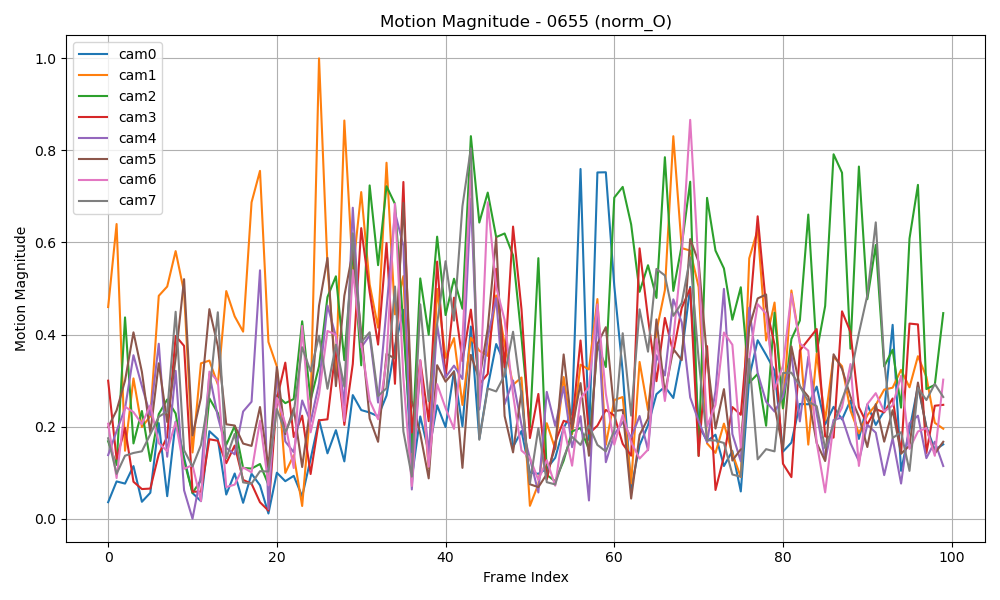 Motion Magnitude - 0655 (norm_O)
cam0
cam1
cam2
cam3
cam4
cam5
cam6
cam7
Motion Magnitude
1.0
0.8
0.6
0.4
0.2
0.0
0 20 40 60 80 100
Frame Index